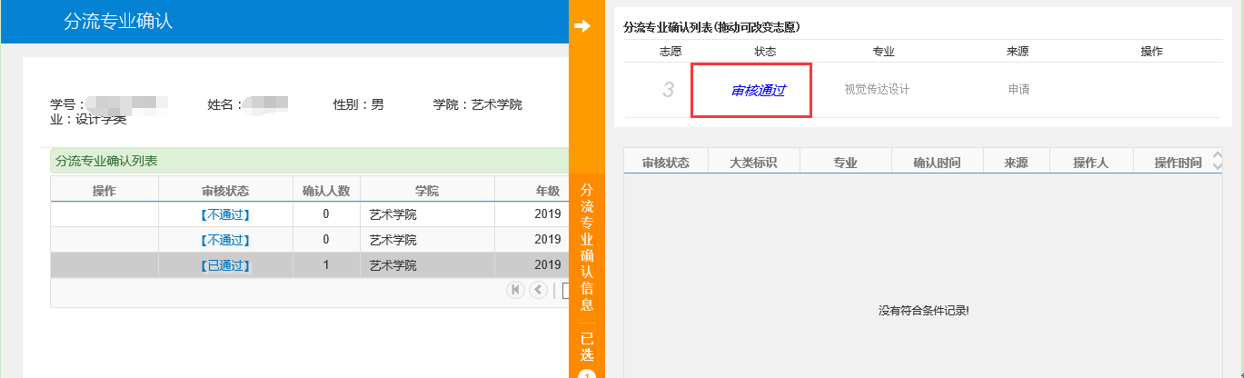 分流专业确认
学号： 姓名： 性别：男 学院：艺术学院
业：设计学类
分流专业确认列表
操作 审核状态 确认人数 学院 年级
【不通过】 0 艺术学院 2019
【不通过】 0 艺术学院 2019
【已通过】 1 艺术学院 2019
分流专业确认信息
已选
1
分流专业确认列表(拖动可改变志愿)
志愿 状态 专业 来源 操作
3 审核通过 视觉传达设计 申请
审核状态 大类标识 专业 确认时间 来源 操作人 操作时间
没有符合条件记录!